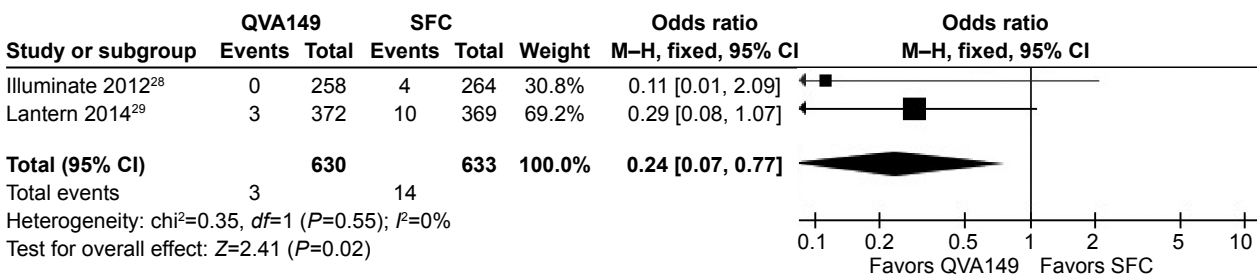 QVA149 SFC Odds ratio Odds ratio
Study or subgroup Events Total Events Total Weight M–H, fixed, 95% CI M–H, fixed, 95% CI
Illuminate 2012²⁸ 0 258 4 264 30.8% 0.11 [0.01, 2.09]
Lantern 2014²⁹ 3 372 10 369 69.2% 0.29 [0.08, 1.07]
Total (95% CI) 630 633 100.0% 0.24 [0.07, 0.77]
Total events 3 14
Heterogeneity: chi²=0.35, df=1 (P=0.55); I²=0%
Test for overall effect: Z=2.41 (P=0.02)
0.1 0.2 0.5 1 2 5 10
Favors QVA149 Favors SFC